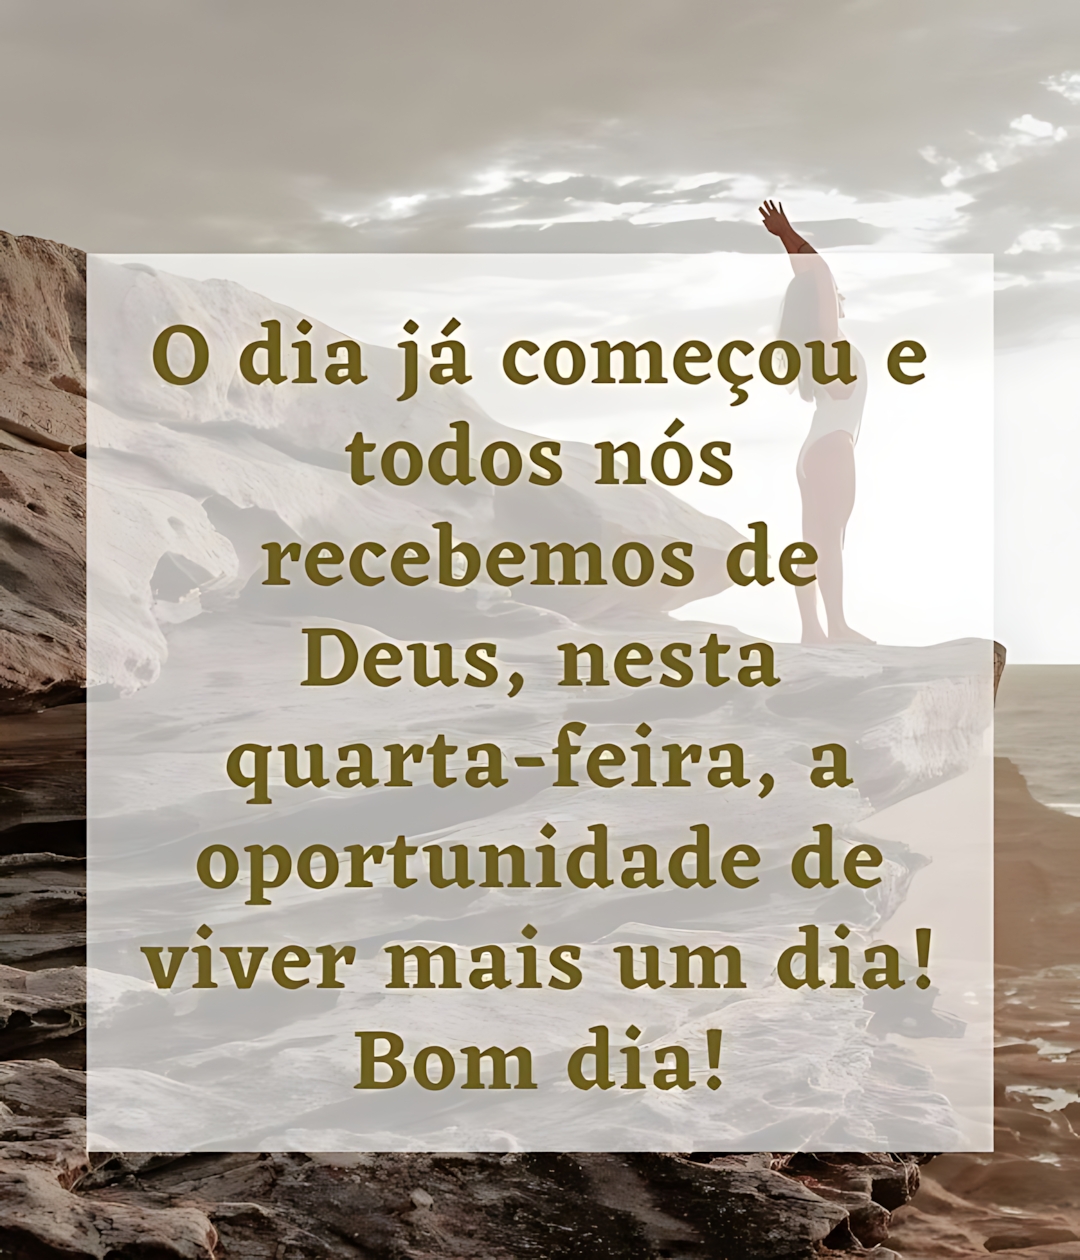 O dia já começou e
todos nós
recebemos de
Deus, nesta
quarta-feira, a
oportunidade de
viver mais um dia!
Bom dia!